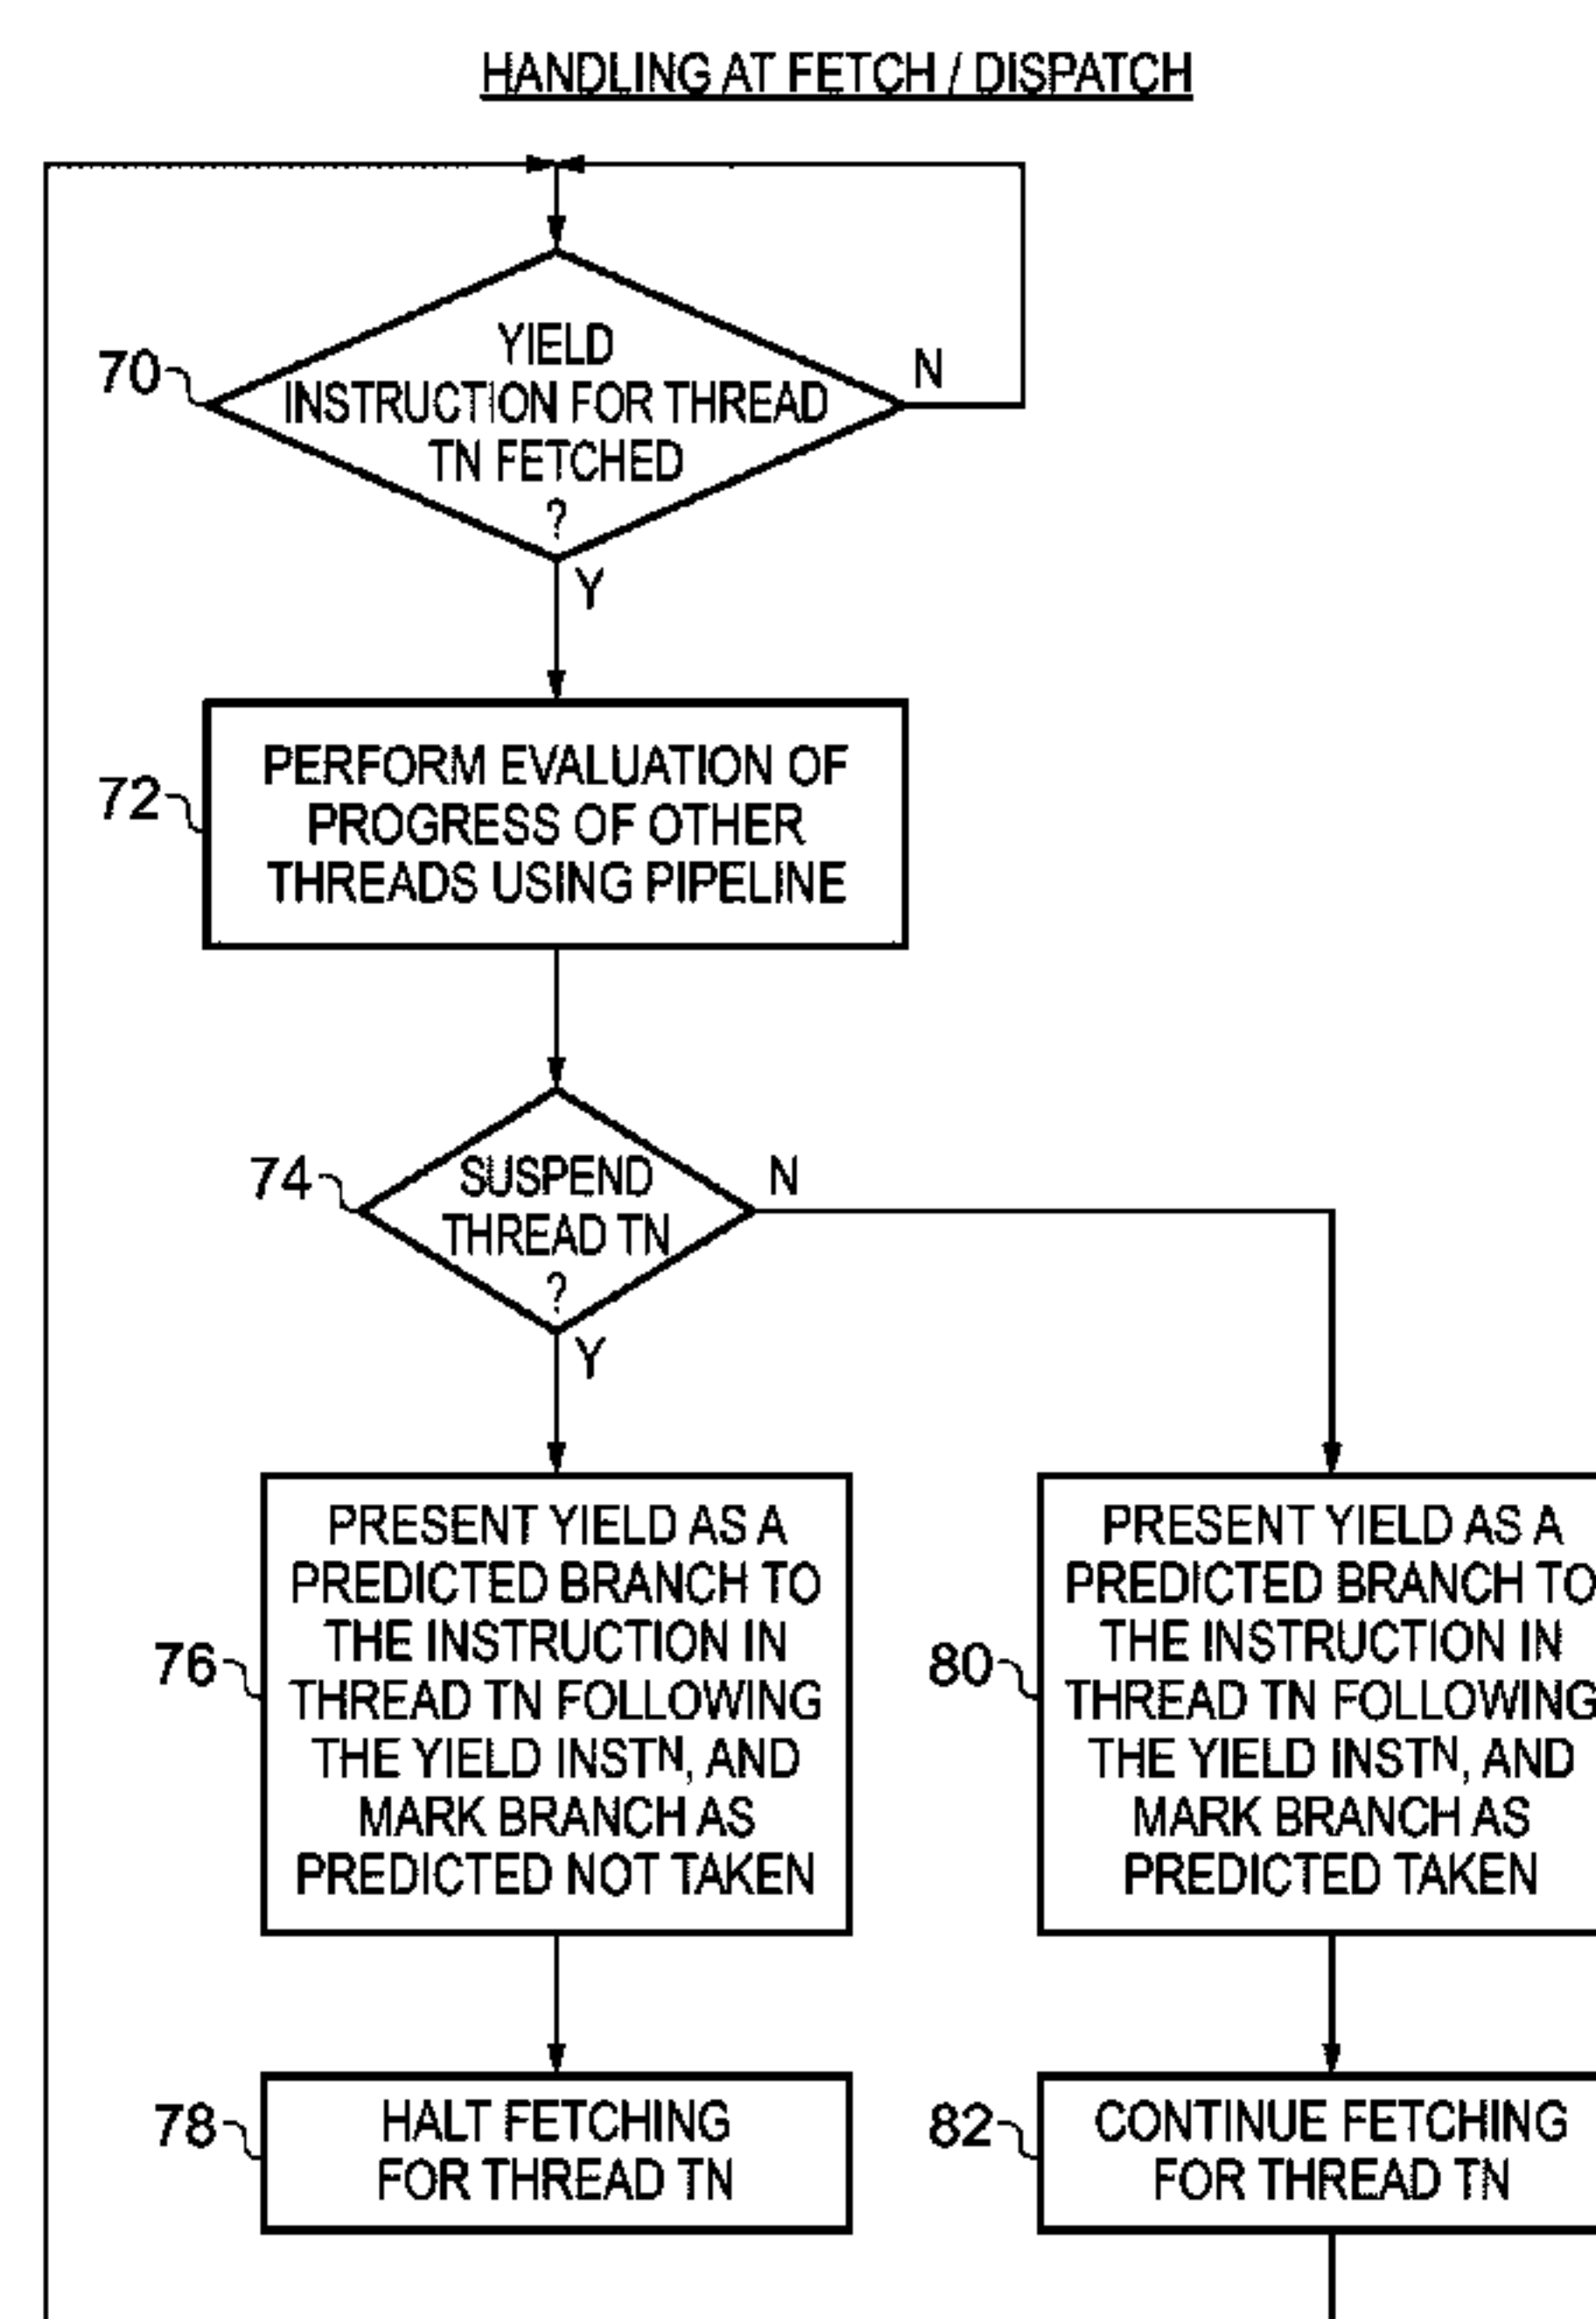 HANDLING AT FETCH / DISPATCH
70
YIELD
INSTRUCTION FOR THREAD
TN FETCHED
?
N
Y
72
PERFORM EVALUATION OF
PROGRESS OF OTHER
THREADS USING PIPELINE
74
SUSPEND
THREAD TN
?
N
Y
76
PRESENT YIELD AS A
PREDICTED BRANCH TO
THE INSTRUCTION IN
THREAD TN FOLLOWING
THE YIELD INSTN, AND
MARK BRANCH AS
PREDICTED NOT TAKEN
80
PRESENT YIELD AS A
PREDICTED BRANCH TO
THE INSTRUCTION IN
THREAD TN FOLLOWING
THE YIELD INSTN, AND
MARK BRANCH AS
PREDICTED TAKEN
78
HALT FETCHING
FOR THREAD TN
82
CONTINUE FETCHING
FOR THREAD TN